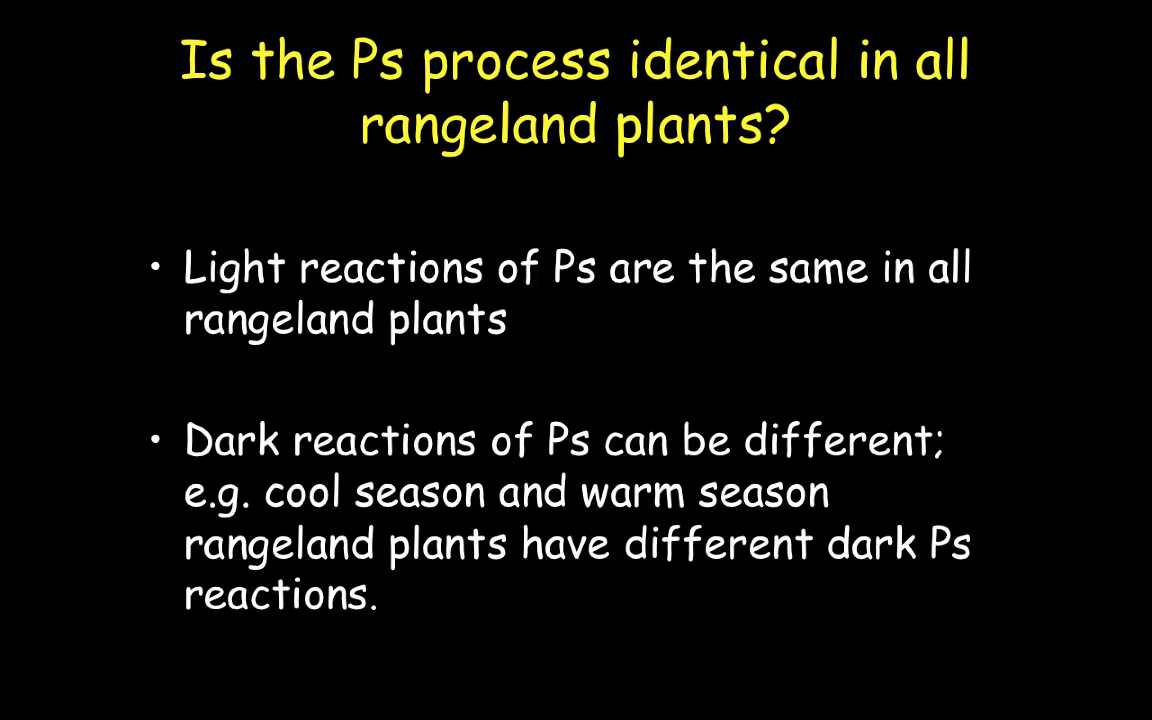 Is the Ps process identical in all
rangeland plants?
• Light reactions of Ps are the same in all
rangeland plants
• Dark reactions of Ps can be different;
e.g. cool season and warm season
rangeland plants have different dark Ps
reactions.